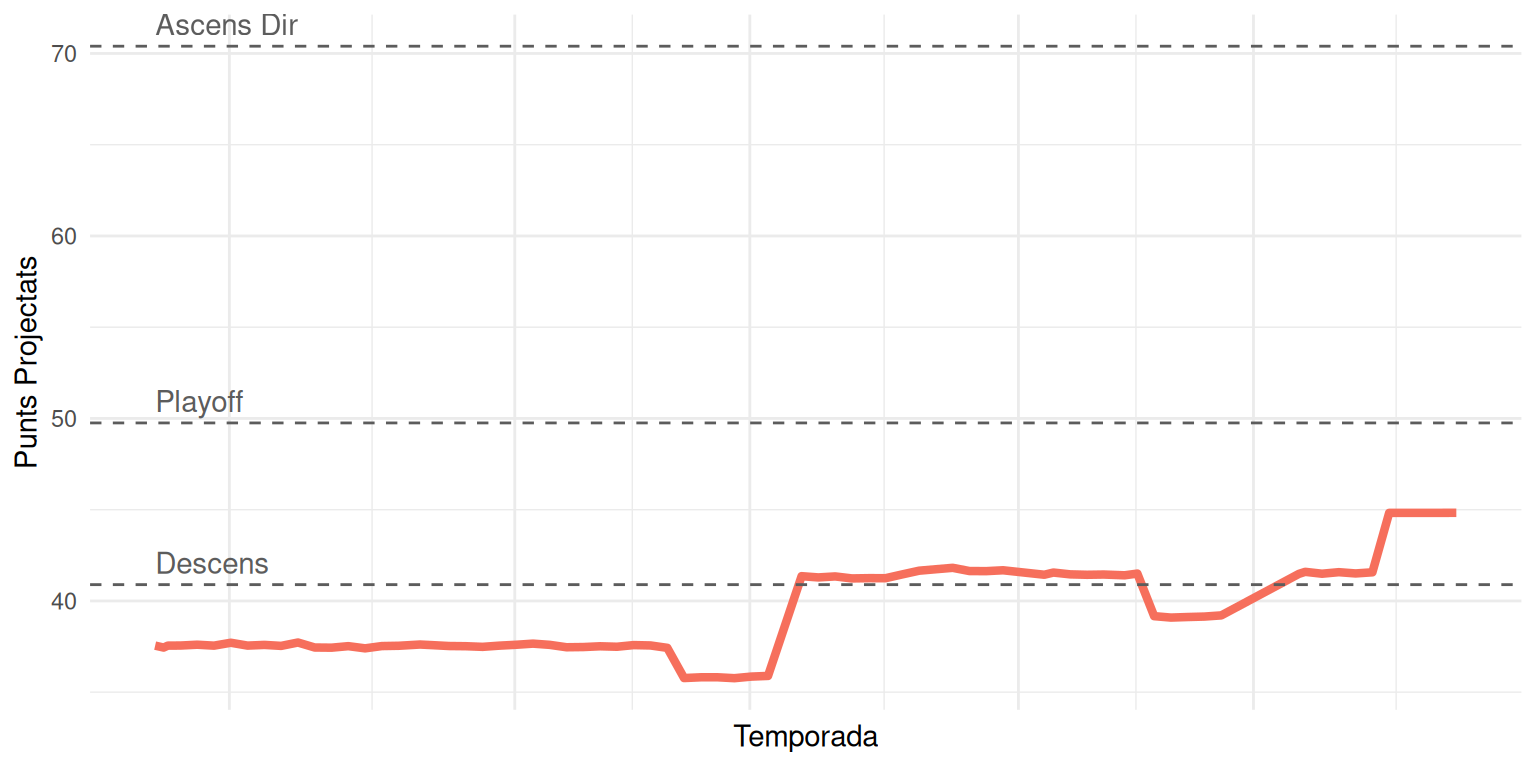 Ascens Dir
70
60
Punts Projectats
Playoff
50
Descens
40
Temporada